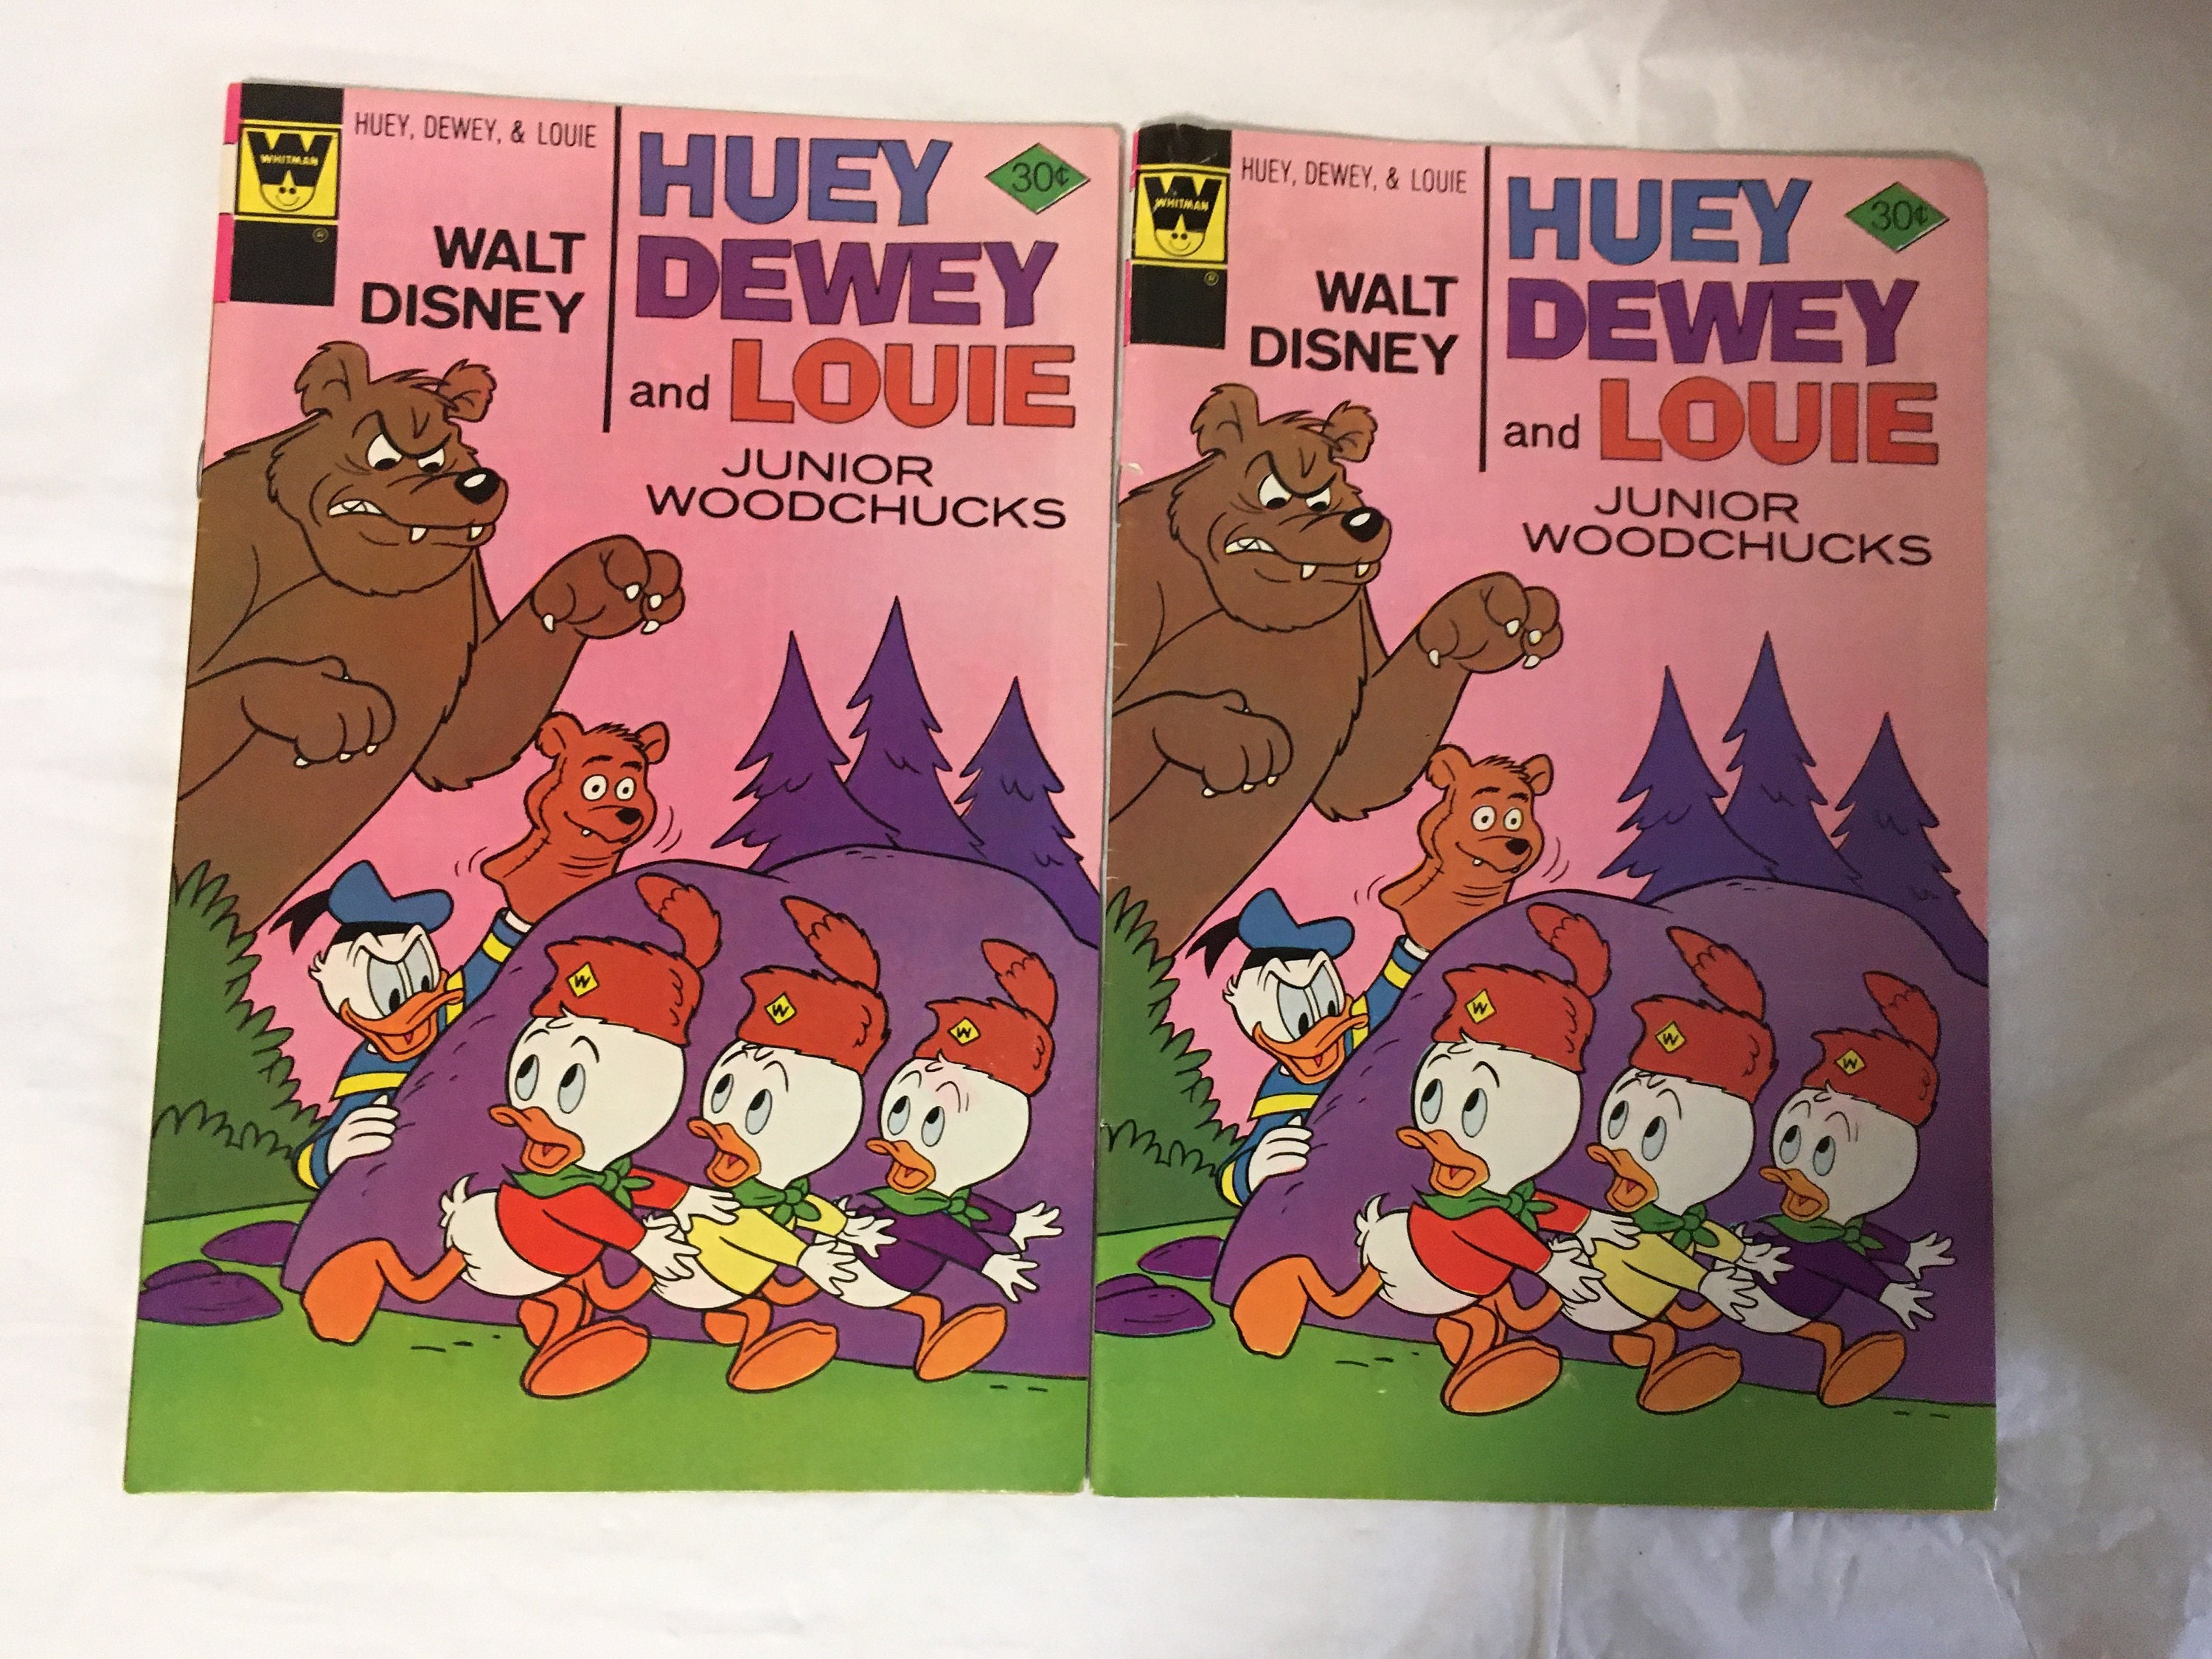 HUEY, DEWEY, & LOUIE
WHITMAN
®
WALT
DISNEY
HUEY
DEWEY
and LOUIE
30¢
JUNIOR
WOODCHUCKS
W
W
W
HUEY, DEWEY, & LOUIE
WHITMAN
®
WALT
DISNEY
HUEY
DEWEY
and LOUIE
30¢
JUNIOR
WOODCHUCKS
W
W
W